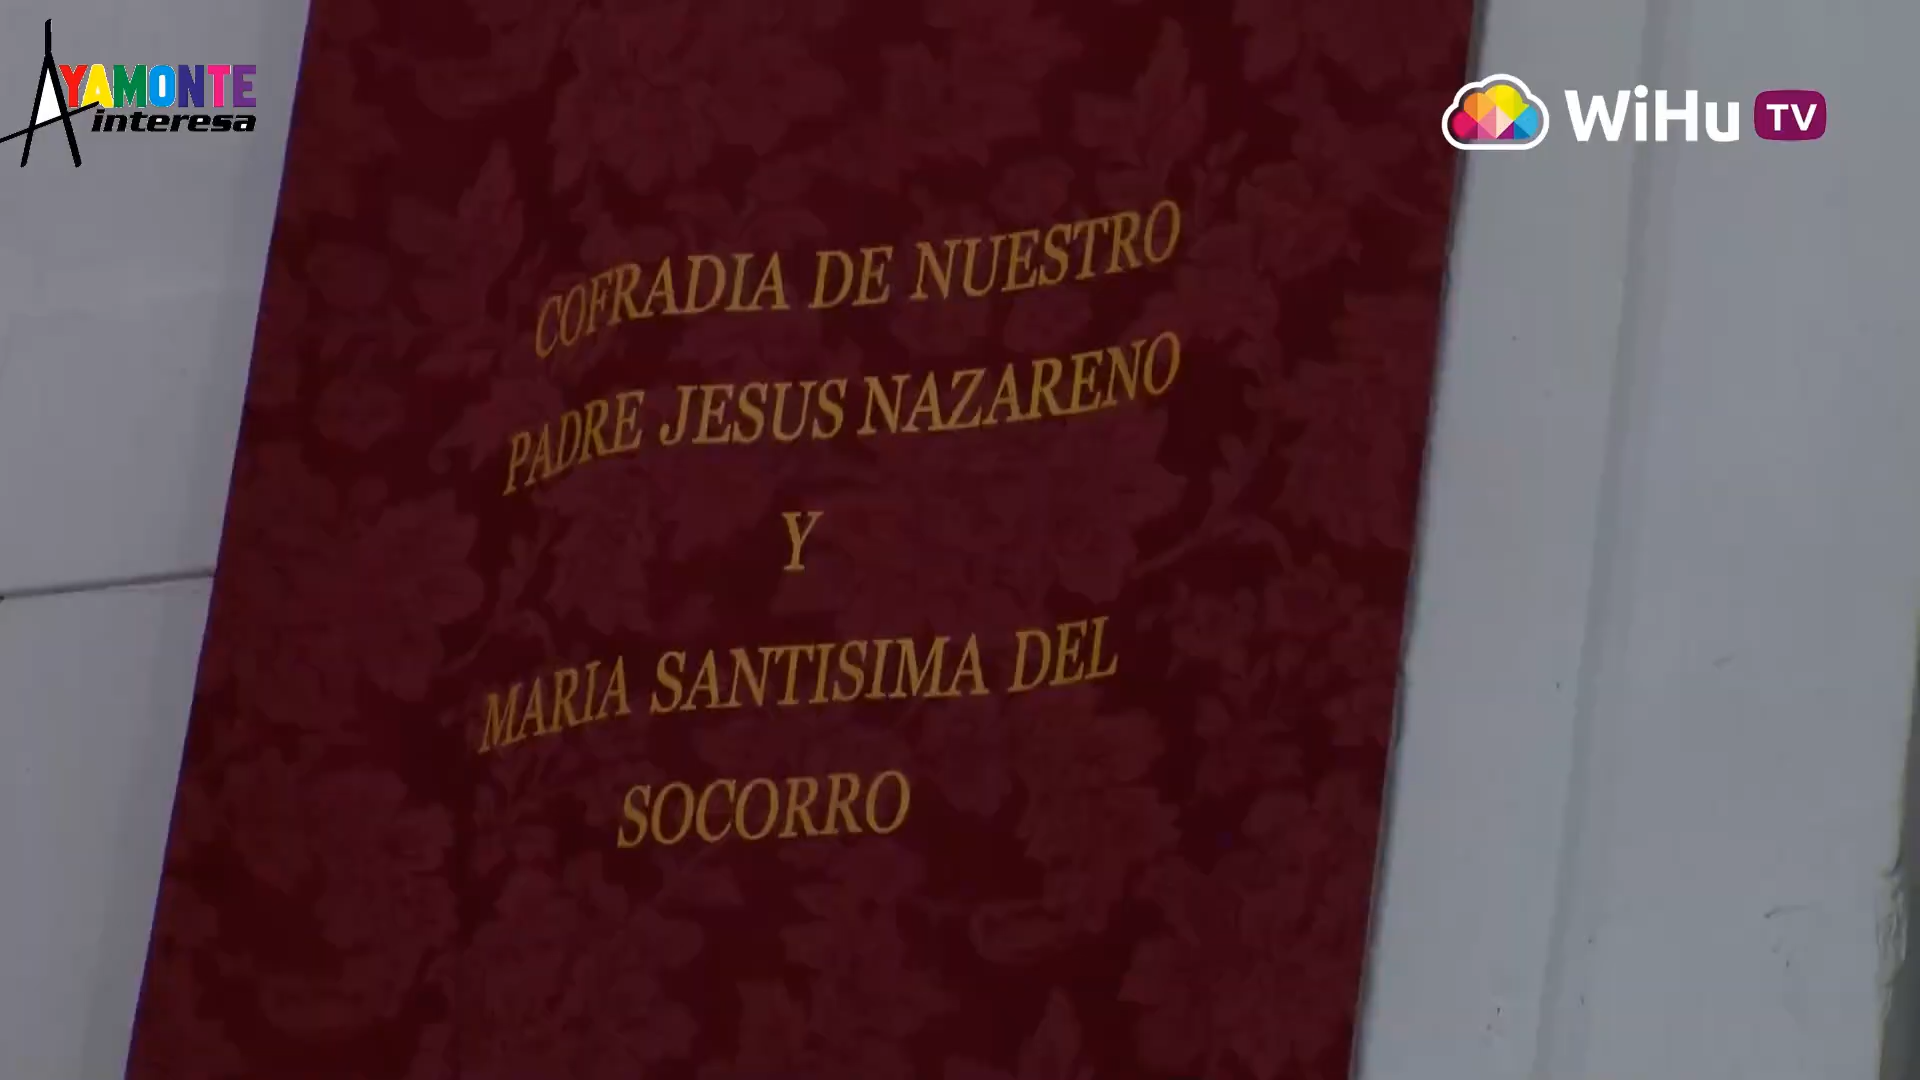 AYAMONTE
interesa
WiHu TV
COFRADIA DE NUESTRO
PADRE JESUS NAZARENO
Y
MARIA SANTISIMA DEL
SOCORRO